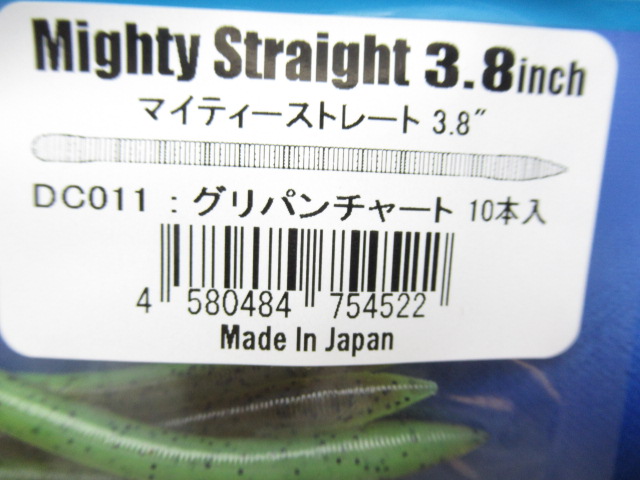 Mighty Straight 3.8inch
マイティーストレート 3.8"
DC011 : グリパンチャート 10本入
4 580484 754522
Made In Japan